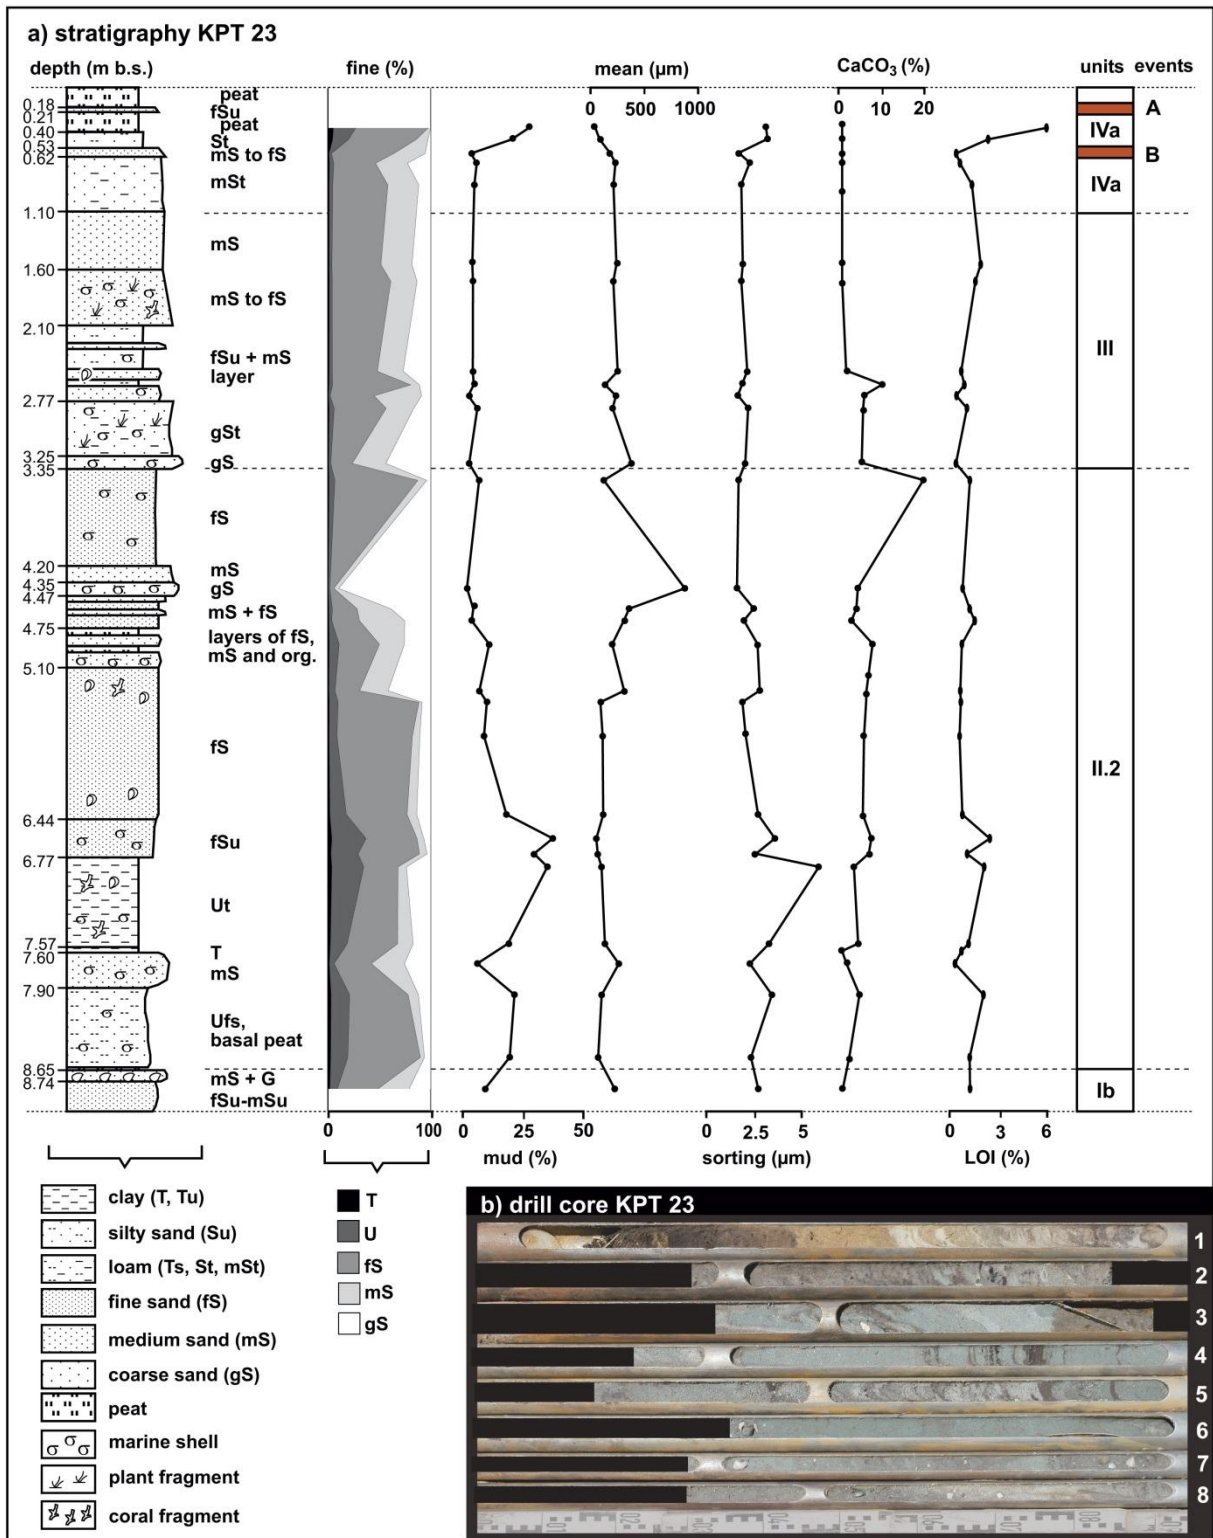 a) stratigraphy KPT 23
depth (m b.s.) fine (%) mean (µm) CaCO3 (%) units events
0 500 1000 0 10 20
peat
0.18 fSu A
0.21 peat IVa
0.40 St
0.53 mS to fS B
0.62
mSt IVa
1.10
mS
1.60
mS to fS
2.10
fSu + mS III
layer
2.77
gSt
3.25 gS
3.35
fS
4.20 mS
4.35 gS
4.47
mS + fS
4.75
layers of fS,
mS and org.
5.10
fS II.2
6.44
fSu
6.77
Ut
7.57
T
7.60
mS
7.90
Ufs,
basal peat
8.65
mS + G
8.74 Ib
fSu-mSu
0 100 0 25 50 0 2.5 5 0 3 6
mud (%) sorting (µm) LOI (%)
clay (T, Tu)
silty sand (Su)
loam (Ts, St, mSt)
fine sand (fS)
medium sand (mS)
coarse sand (gS)
peat
marine shell
plant fragment
coral fragment
T
U
fS
mS
gS
b) drill core KPT 23
1
2
3
4
5
6
7
8